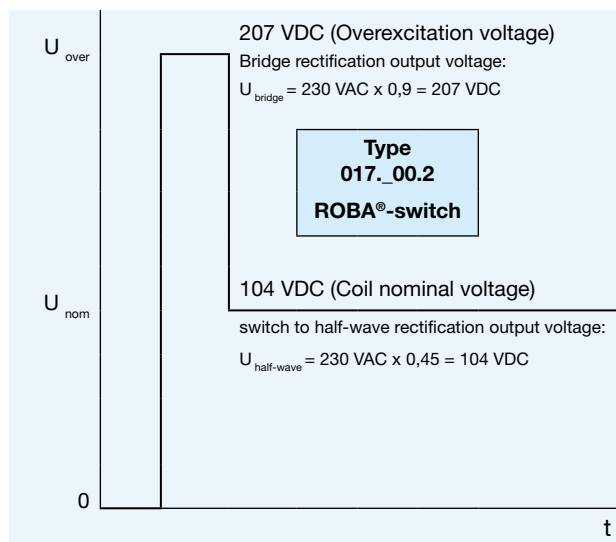 U over
207 VDC (Overexcitation voltage)
Bridge rectification output voltage:
U bridge = 230 VAC x 0,9 = 207 VDC
Type
017._00.2
ROBA®-switch
U nom
104 VDC (Coil nominal voltage)
switch to half-wave rectification output voltage:
U half-wave = 230 VAC x 0,45 = 104 VDC
0
t